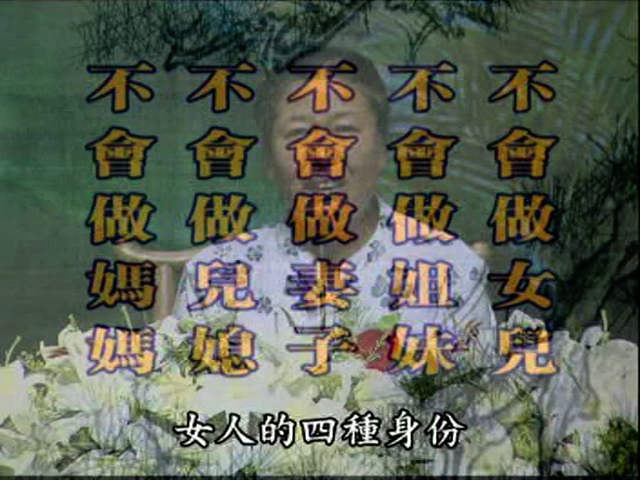 不會做女兒
不會做姐妹
不會做妻子
不會做兒媳
不會做媽媽
女人的四種身份